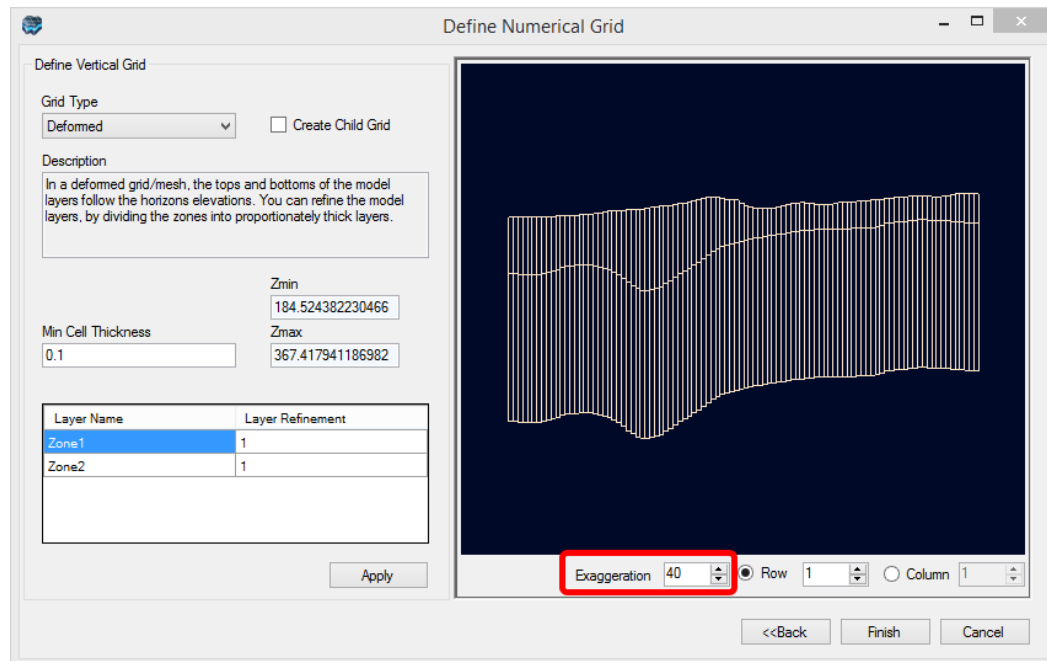 Define Numerical Grid
Define Vertical Grid
Grid Type
Deformed
Create Child Grid
Description
In a deformed grid/mesh, the tops and bottoms of the model
layers follow the horizons elevations. You can refine the model
layers, by dividing the zones into proportionately thick layers.
Zmin
184.524382230466
Min Cell Thickness
Zmax
0.1
367.417941186982
Layer Name
Layer Refinement
Zone1
1
Zone2
1
Apply
Exaggeration 40
Row 1
Column 1
<<Back
Finish
Cancel